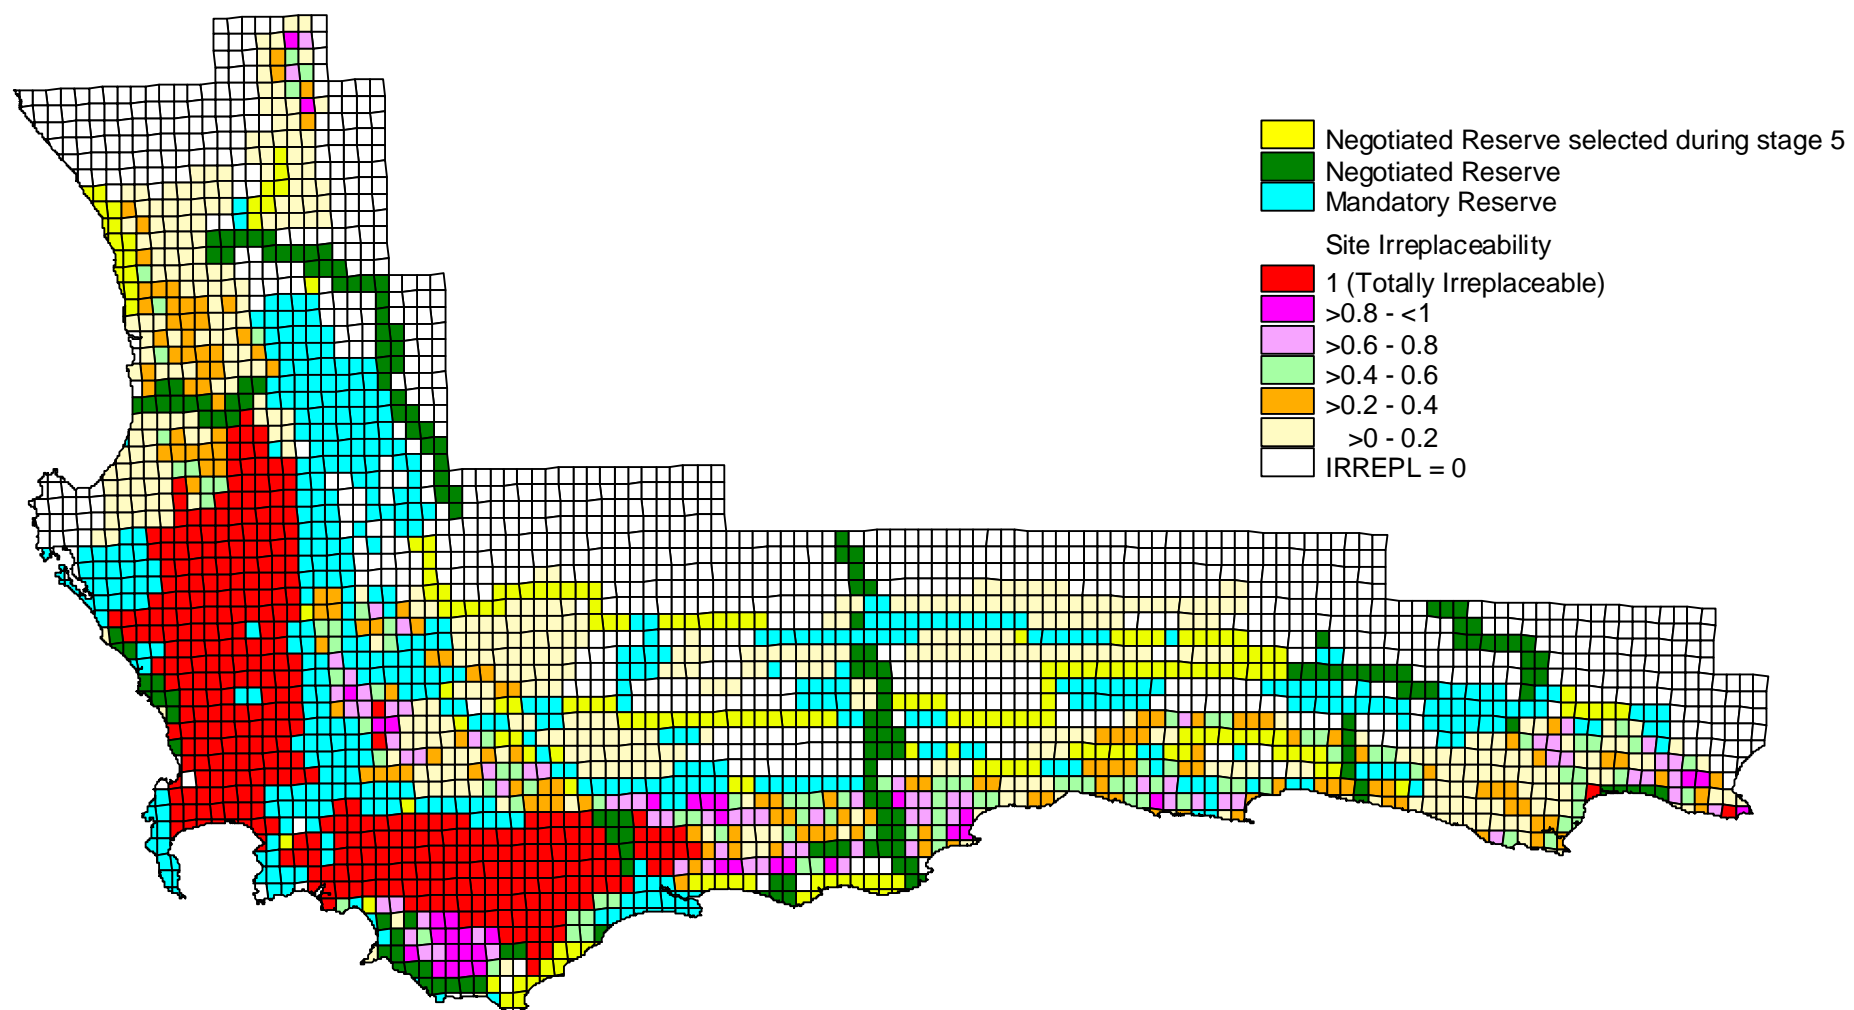 Negotiated Reserve selected during stage 5
Negotiated Reserve
Mandatory Reserve
Site Irreplaceability
1 (Totally Irreplaceable)
>0.8 - <1
>0.6 - 0.8
>0.4 - 0.6
>0.2 - 0.4
>0 - 0.2
IRREPL = 0